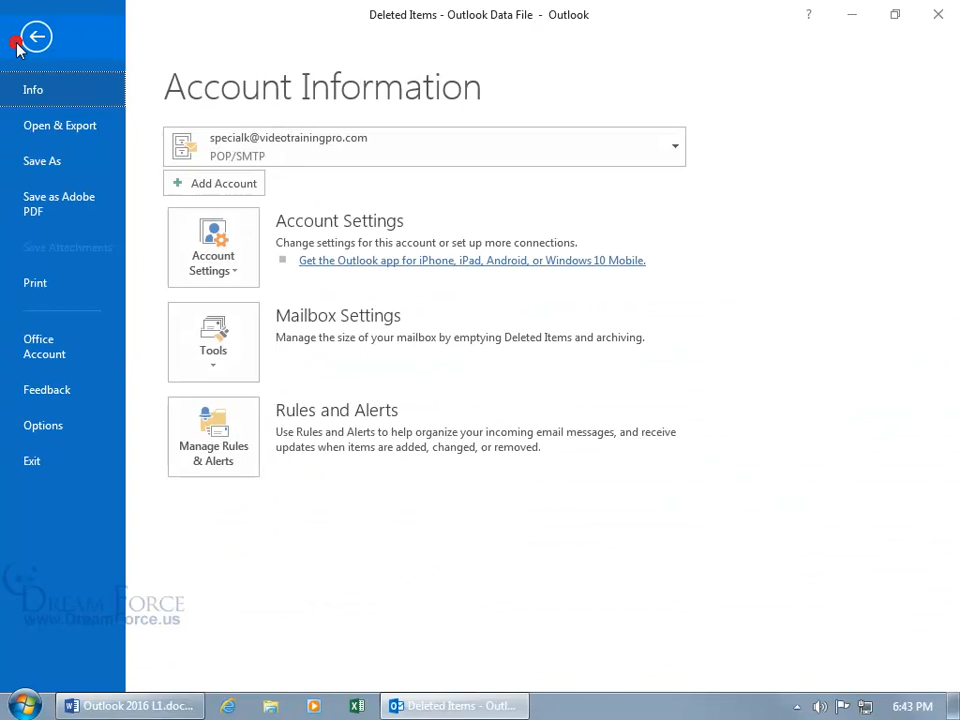 Deleted Items - Outlook Data File - Outlook
?
Info
Open & Export
Save As
Save as Adobe
PDF
Save Attachments
Print
Office
Account
Feedback
Options
Exit
Account Information
specialk@videotrainingpro.com
POP/SMTP
Add Account
Account
Settings
Account Settings
Change settings for this account or set up more connections.
Get the Outlook app for iPhone, iPad, Android, or Windows 10 Mobile.
Tools
Mailbox Settings
Manage the size of your mailbox by emptying Deleted Items and archiving.
Manage Rules
& Alerts
Rules and Alerts
Use Rules and Alerts to help organize your incoming email messages, and receive
updates when items are added, changed, or removed.
DREAM FORCE
www.DreamForce.us
Outlook 2016 L1.doc...
Deleted Items - Outl...
6:43 PM